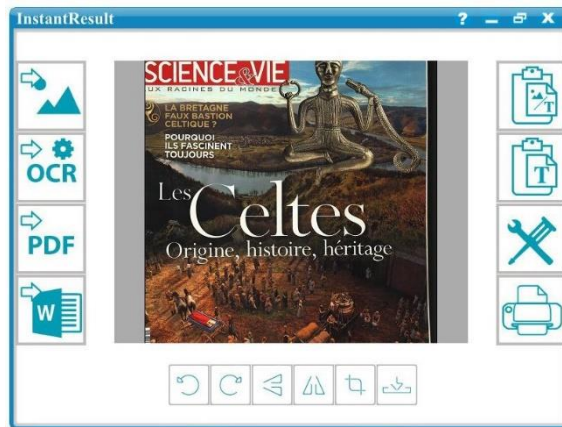 InstantResult
?
SCIENCE & VIE
UX RACINES DU MONDE
LA BRETAGNE
FAUX BASTION
CELTIQUE ?
POURQUOI
ILS FASCINENT
TOUJOURS
Les
Celtes
Origine, histoire, héritage
OCR
PDF
W
T
T